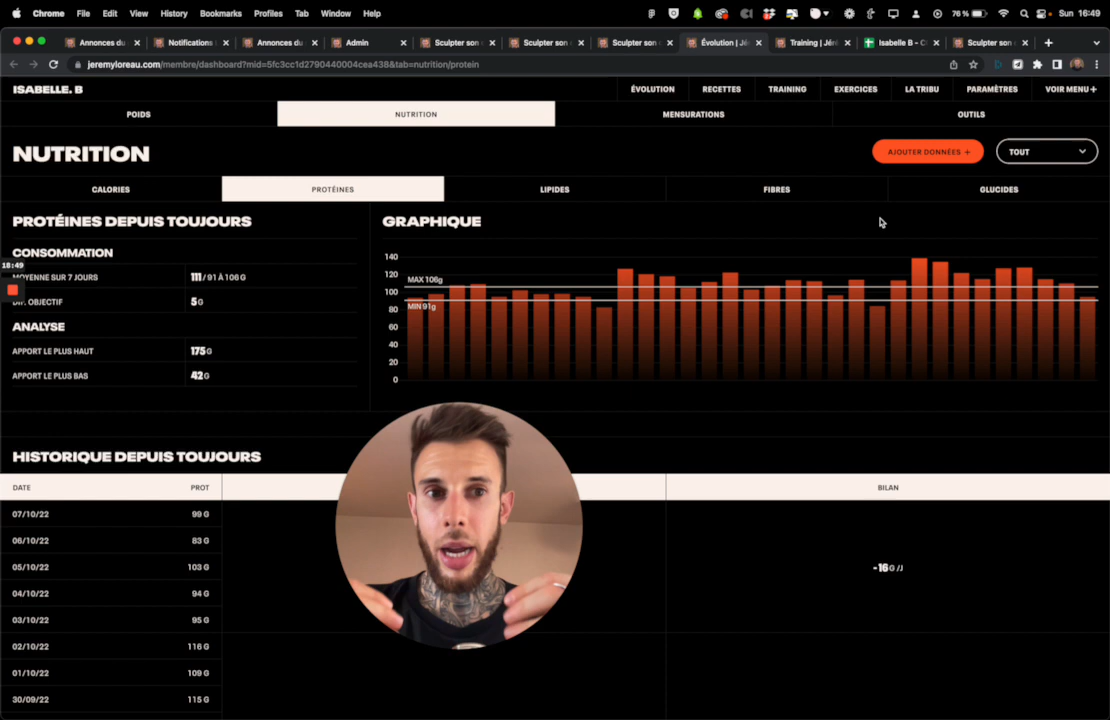 Chrome File Edit View History Bookmarks Profiles Tab Window Help 76 % Sun 16:49
Annonces du Notifications Annonces du Admin Sculpter son Sculpter son Sculpter son Évolution | Jé Training | Jéré Isabelle B – C Sculpter son
jeremyloreau.com/membre/dashboard?mid=5fc3cc1d2790440004cea438&tab=nutrition/protein
ISABELLE. B ÉVOLUTION RECETTES TRAINING EXERCICES LA TRIBU PARAMÈTRES VOIR MENU +
POIDS NUTRITION MENSURATIONS OUTILS
NUTRITION AJOUTER DONNÉES + TOUT
CALORIES PROTÉINES LIPIDES FIBRES GLUCIDES
PROTÉINES DEPUIS TOUJOURS
CONSOMMATION
16:49
MOYENNE SUR 7 JOURS 111 / 91 À 106 G
DIF. OBJECTIF 5 G
ANALYSE
APPORT LE PLUS HAUT 175 G
APPORT LE PLUS BAS 42 G
GRAPHIQUE
140
120
100
80
60
40
20
0
MAX 106g
MIN 91g
HISTORIQUE DEPUIS TOUJOURS
DATE PROT BILAN
07/10/22 99 G
06/10/22 83 G
05/10/22 103 G
-16 G /J
04/10/22 94 G
03/10/22 95 G
02/10/22 116 G
01/10/22 109 G
30/09/22 115 G